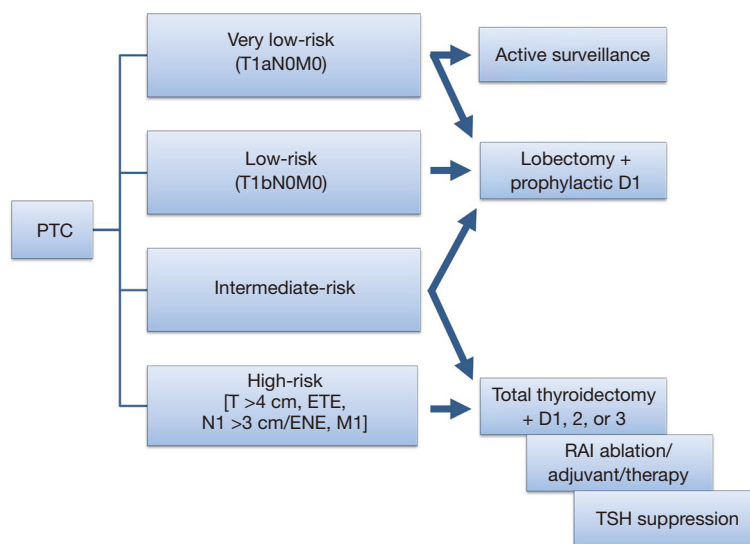 Very low-risk
(T1aN0M0)
Active surveillance
Low-risk
(T1bN0M0)
Lobectomy +
prophylactic D1
PTC
Intermediate-risk
High-risk
[T >4 cm, ETE,
N1 >3 cm/ENE, M1]
Total thyroidectomy
+ D1, 2, or 3
RAI ablation/
adjuvant/therapy
TSH suppression